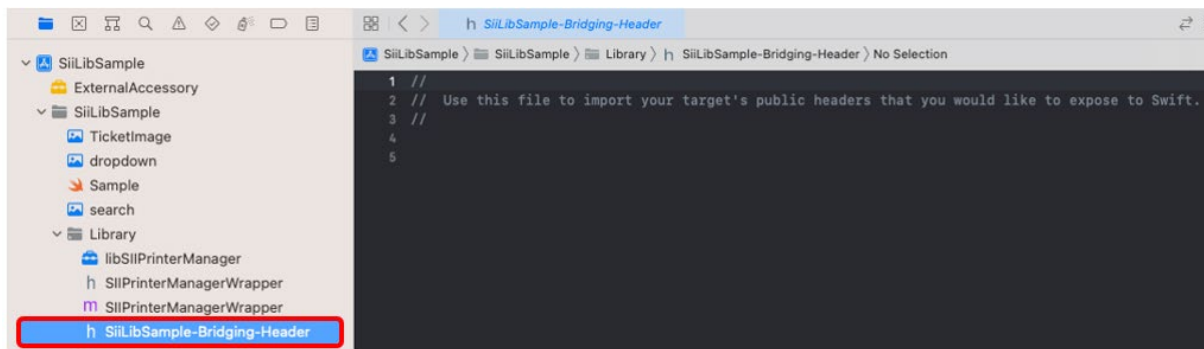 SiiLibSample
ExternalAccessory
SiiLibSample
TicketImage
dropdown
Sample
search
Library
libSIIPrinterManager
h SIIPrinterManagerWrapper
m SIIPrinterManagerWrapper
h SiiLibSample-Bridging-Header
h SiiLibSample-Bridging-Header
SiiLibSample 〉 SiiLibSample 〉 Library 〉 h SiiLibSample-Bridging-Header 〉 No Selection
1 //
2 // Use this file to import your target's public headers that you would like to expose to Swift.
3 //
4
5